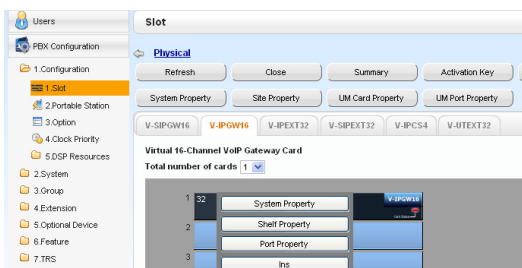 Users
Slot
PBX Configuration
Physical
1.Configuration
Refresh Close Summary Activation Key
1.Slot
2.Portable Station
System Property Site Property UM Card Property UM Port Property
3.Option
4.Clock Priority
V-SIPGW16 V-IPGW16 V-IPEXT32 V-SIPEXT32 V-IPCS4 V-UTEXT32
5.DSP Resources
Virtual 16-Channel VoIP Gateway Card
2.System
Total number of cards 1
3.Group
1 32 System Property V-IPGW16
4.Extension
5.Optional Device
2 Shelf Property
6.Feature
Port Property
7.TRS
3 Ins